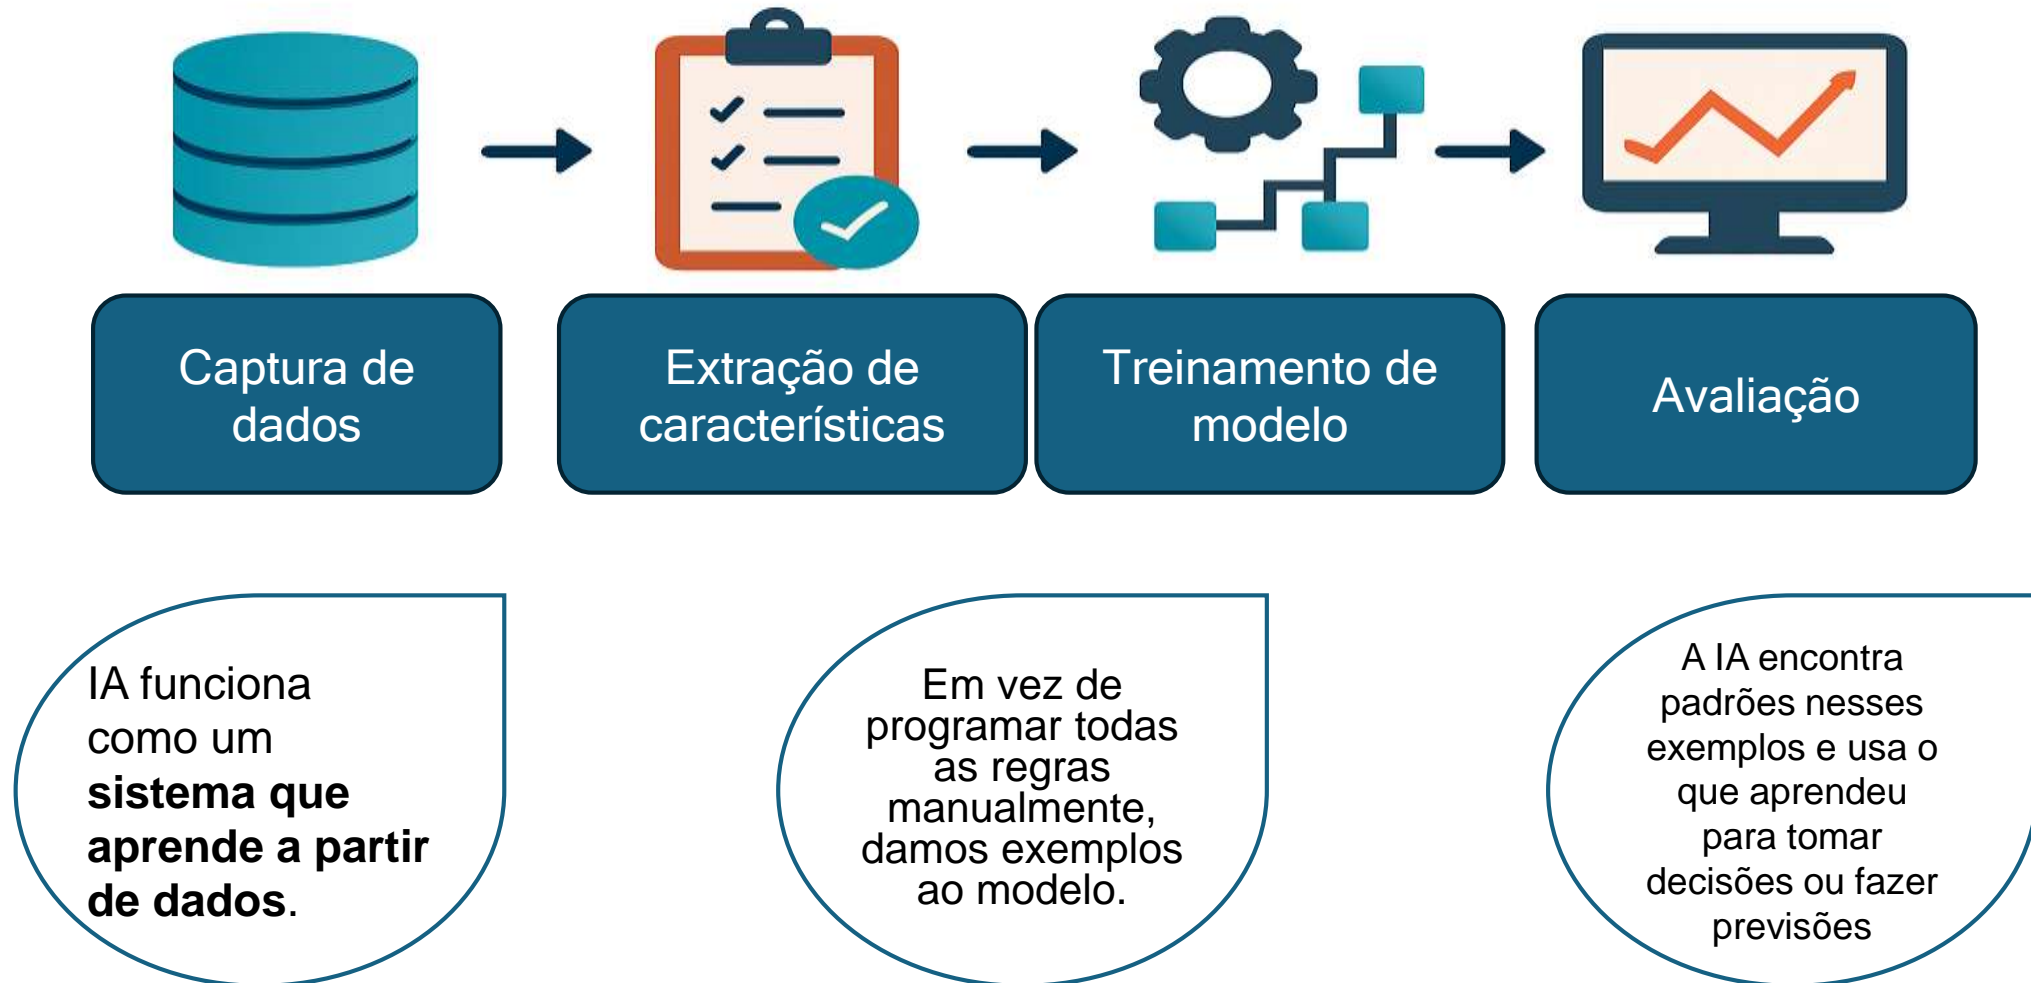 Captura de
dados
Extração de
características
Treinamento de
modelo
Avaliação
IA funciona
como um
sistema que
aprende a partir
de dados.
Em vez de
programar todas
as regras
manualmente,
damos exemplos
ao modelo.
A IA encontra
padrões nesses
exemplos e usa o
que aprendeu
para tomar
decisões ou fazer
previsões